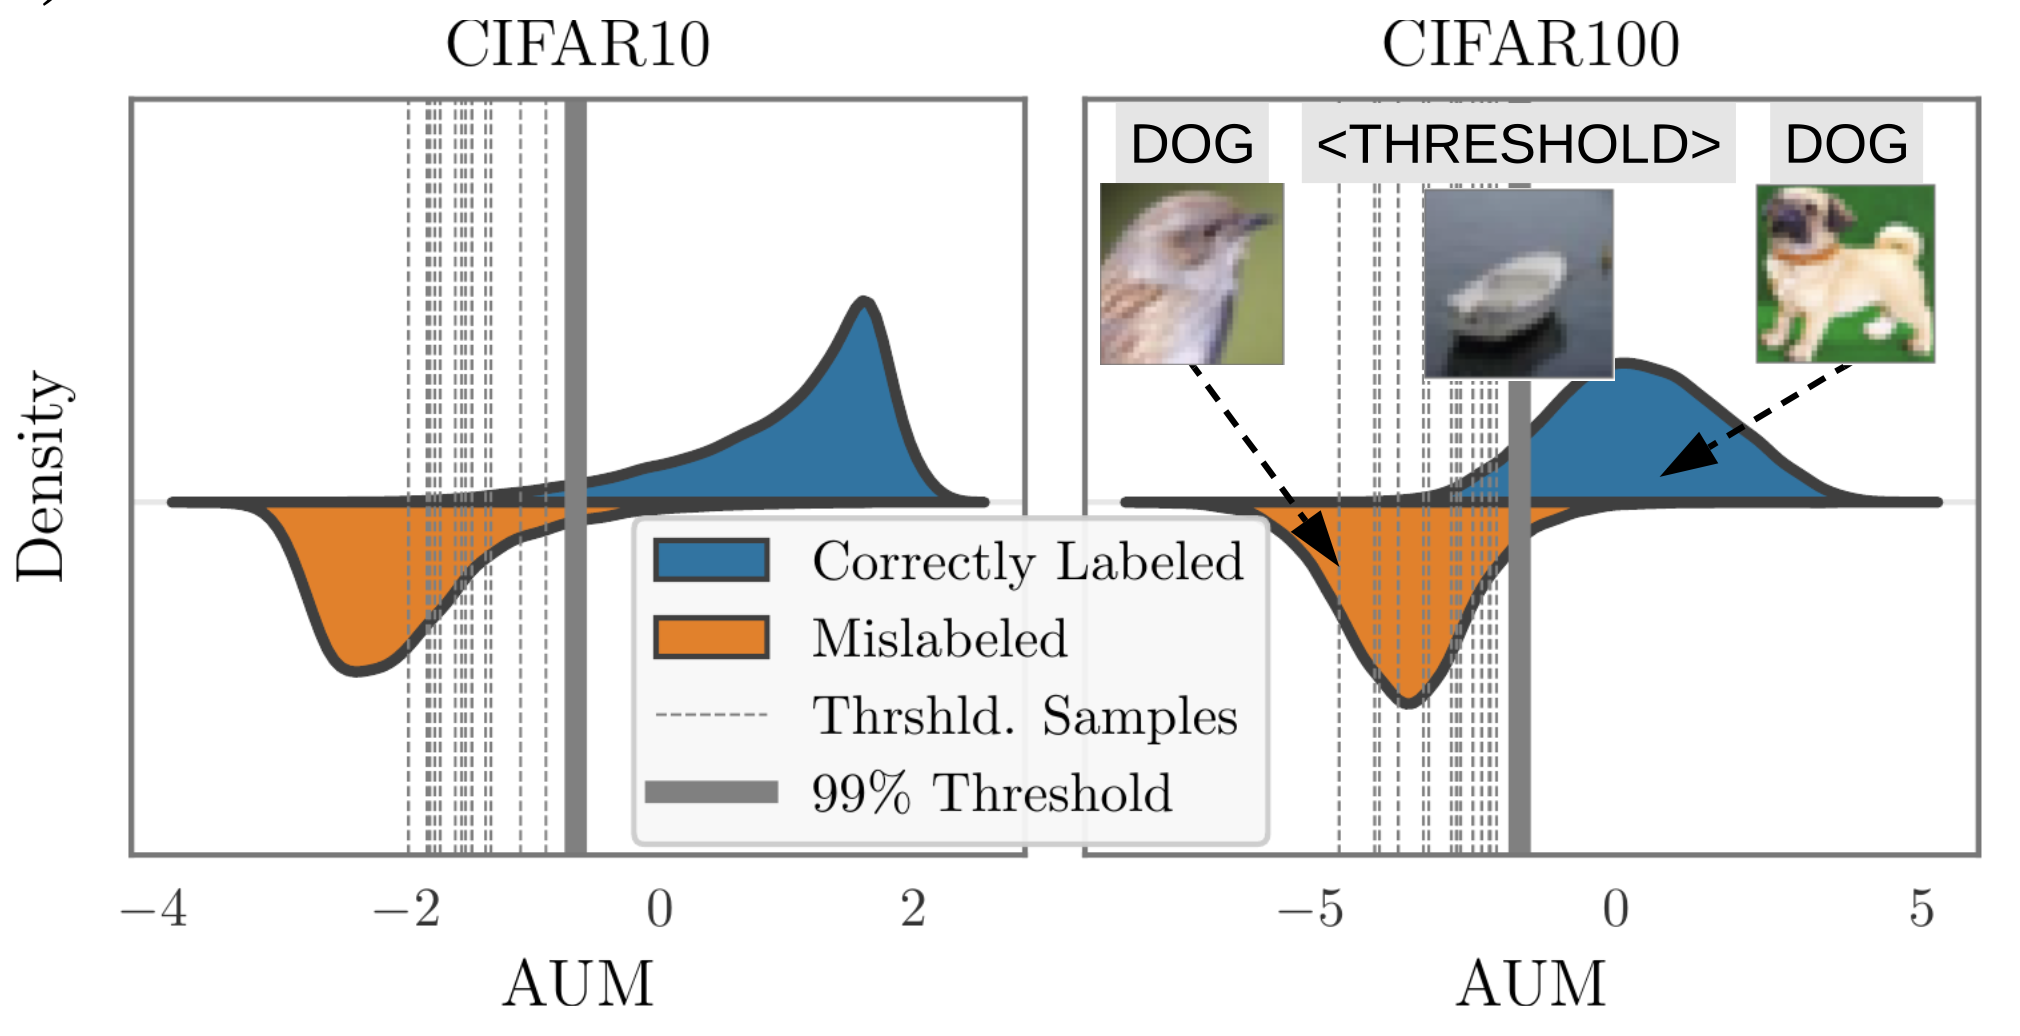 CIFAR10
CIFAR100
DOG
<THRESHOLD>
DOG
Density
Correctly Labeled
Mislabeled
Thrshld. Samples
99% Threshold
−4 −2 0 2
−5 0 5
AUM
AUM